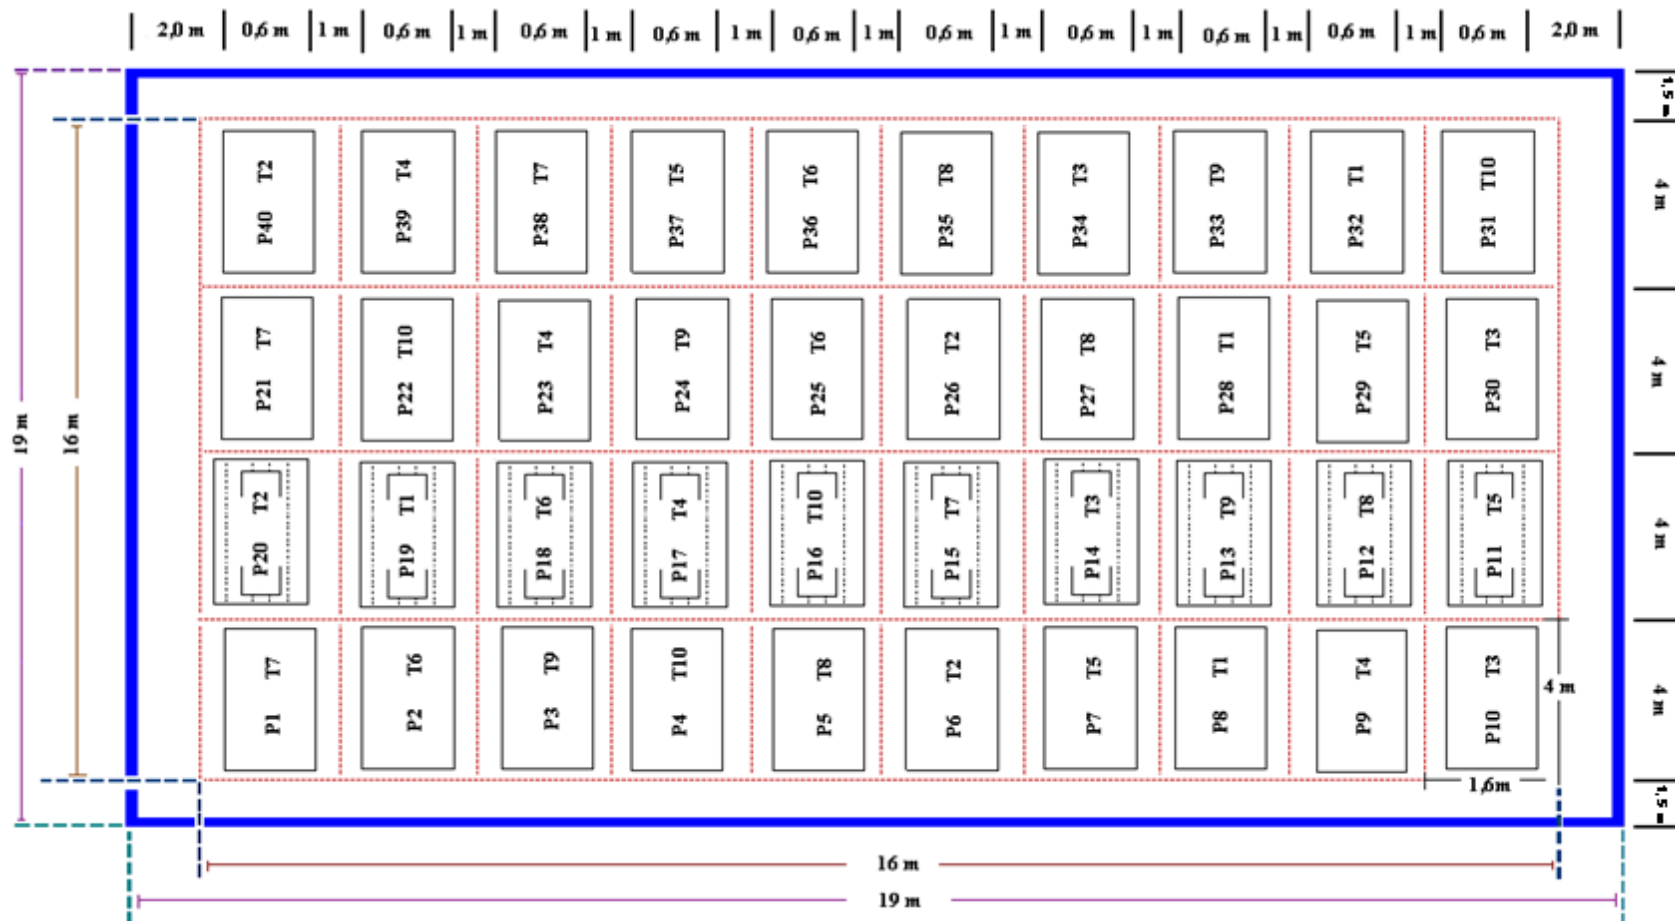 2,0 m 0,6 m 1 m 0,6 m 1 m 0,6 m 1 m 0,6 m 1 m 0,6 m 1 m 0,6 m 1 m 0,6 m 1 m 0,6 m 1 m 0,6 m 1 m 0,6 m 2,0 m
1,5 m
T2 T4 T7 T5 T6 T8 T3 T9 T1 T10
P40 P39 P38 P37 P36 P35 P34 P33 P32 P31
4 m
T7 T10 T4 T9 T6 T2 T8 T1 T5 T3
P21 P22 P23 P24 P25 P26 P27 P28 P29 P30
4 m
19 m
16 m
T2 T1 T6 T4 T10 T7 T3 T9 T8 T5
P20 P19 P18 P17 P16 P15 P14 P13 P12 P11
4 m
T7 T6 T9 T10 T8 T2 T5 T1 T4 T3
P1 P2 P3 P4 P5 P6 P7 P8 P9 P10
4 m
4 m
1,6m
1,5 m
16 m
19 m